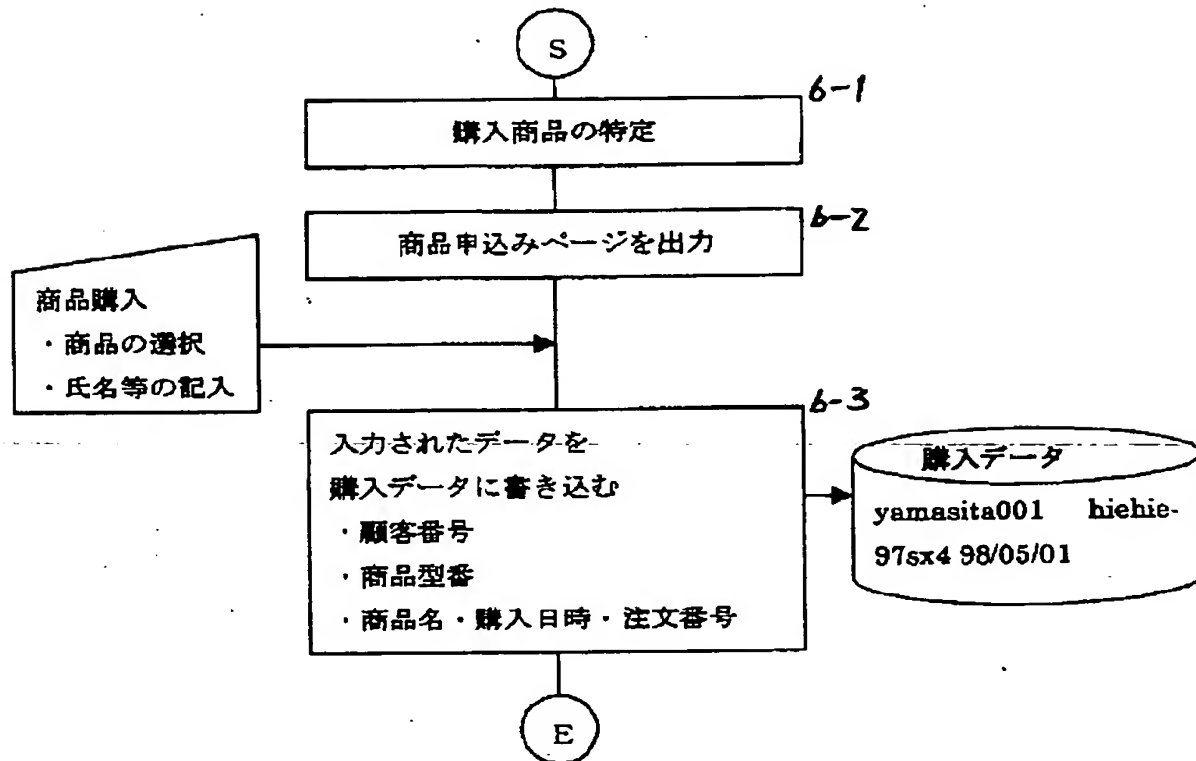 S
6-1
購入商品の特定
6-2
商品申込みページを出力
商品購入
・商品の選択
・氏名等の記入
6-3
入力されたデータを
購入データに書き込む
・顧客番号
・商品型番
・商品名・購入日時・注文番号
購入データ
yamasita001 hiehie-
97sx4 98/05/01
E